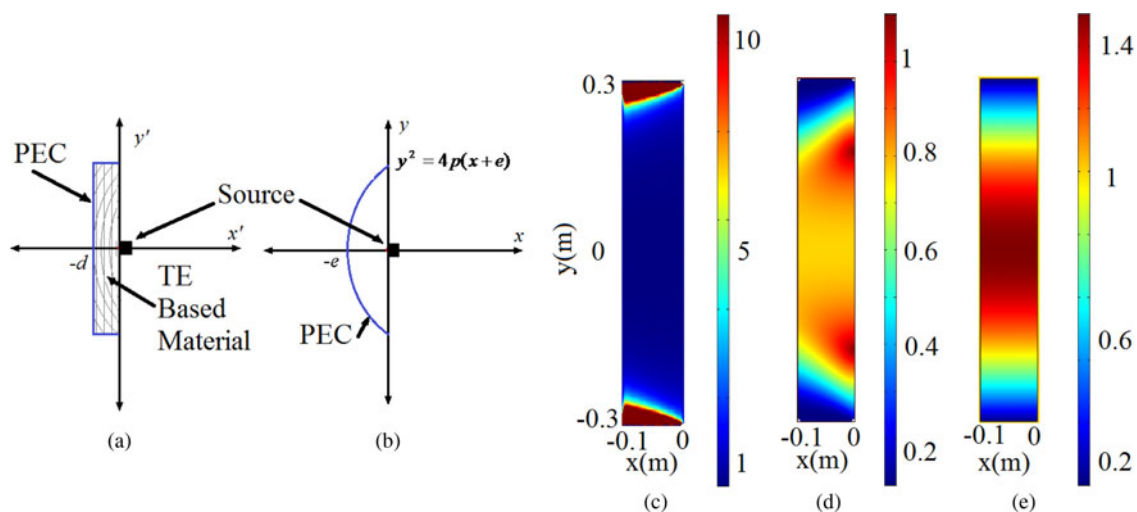 PEC
y′
x′
-d
TE
Based
Material
(a)
Source
y
y² = 4p(x+e)
x
-e
PEC
(b)
y(m)
0.3
0
-0.3
-0.1 0
x(m)
10
5
1
(c)
-0.1 0
x(m)
1
0.8
0.6
0.4
0.2
(d)
-0.1 0
x(m)
1.4
1
0.6
0.2
(e)